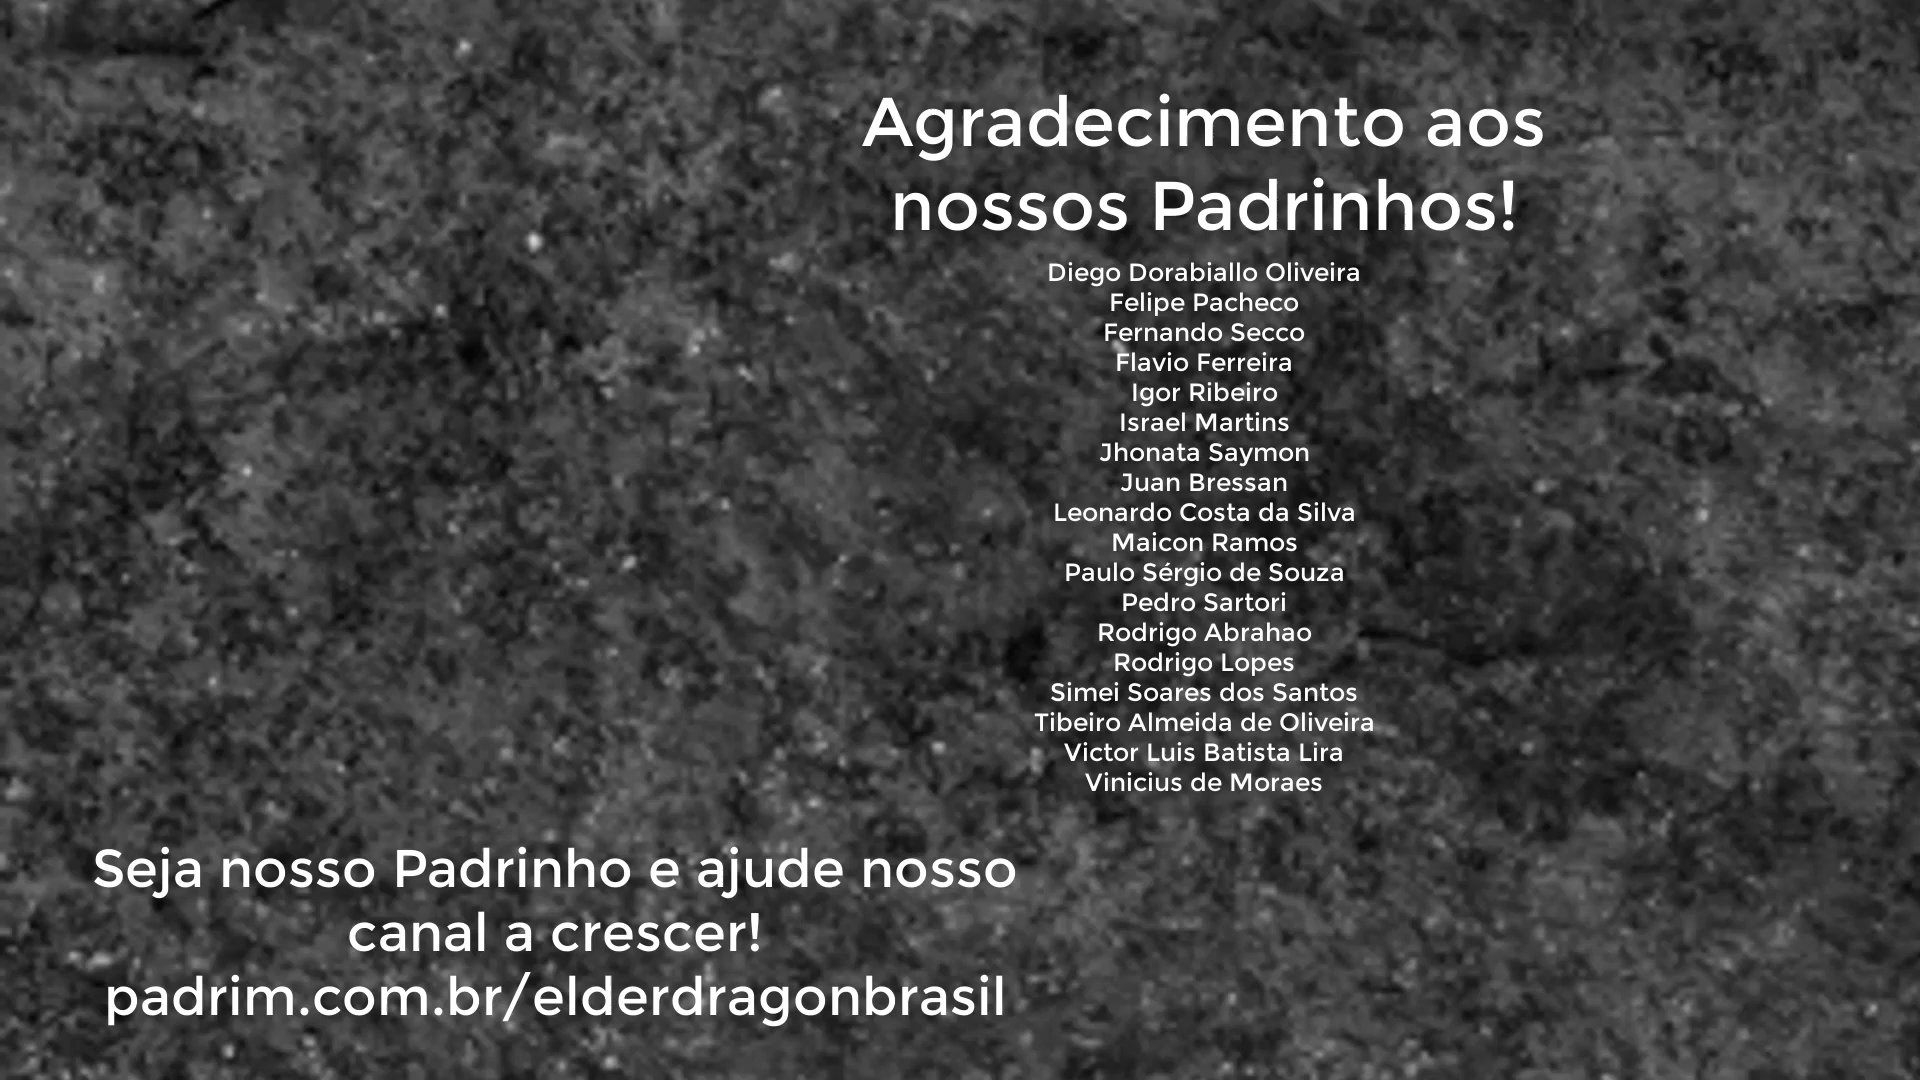 Agradecimento aos
nossos Padrinhos!
Diego Dorabiallo Oliveira
Felipe Pacheco
Fernando Secco
Flavio Ferreira
Igor Ribeiro
Israel Martins
Jhonata Saymon
Juan Bressan
Leonardo Costa da Silva
Maicon Ramos
Paulo Sérgio de Souza
Pedro Sartori
Rodrigo Abrahao
Rodrigo Lopes
Simei Soares dos Santos
Tibeiro Almeida de Oliveira
Victor Luis Batista Lira
Vinicius de Moraes
Seja nosso Padrinho e ajude nosso
canal a crescer!
padrim.com.br/elderdragonbrasil